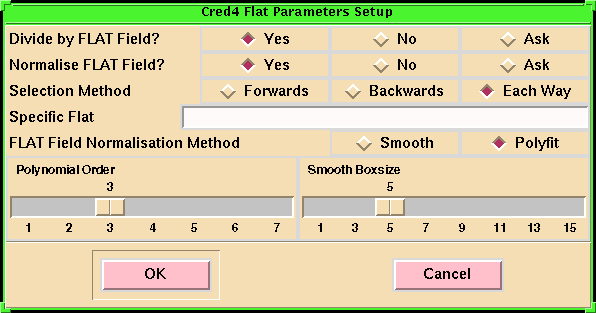 Cred4 Flat Parameters Setup
Divide by FLAT Field? Yes No Ask
Normalise FLAT Field? Yes No Ask
Selection Method Forwards Backwards Each Way
Specific Flat
FLAT Field Normalisation Method Smooth Polyfit
Polynomial Order Smooth Boxsize
3 5
1 2 3 4 5 6 7 1 3 5 7 9 11 13 15
OK Cancel